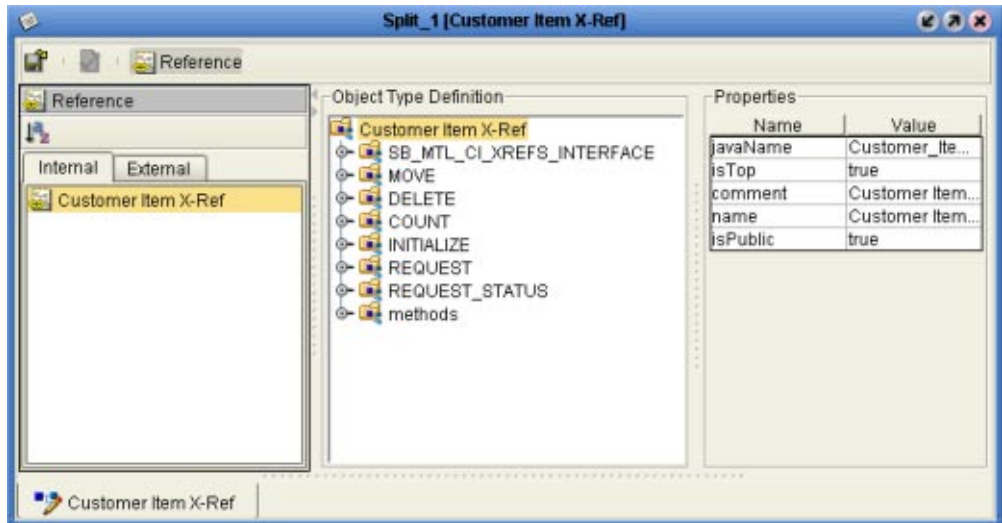 Split_1 [Customer Item X-Ref]
Reference
Reference
Internal External
Customer Item X-Ref
Object Type Definition
Customer Item X-Ref
SB_MTL_CI_XREFS_INTERFACE
MOVE
DELETE
COUNT
INITIALIZE
REQUEST
REQUEST_STATUS
methods
Properties
Name Value
javaName Customer_Ite...
isTop true
comment Customer Item...
name Customer Item...
isPublic true
Customer Item X-Ref